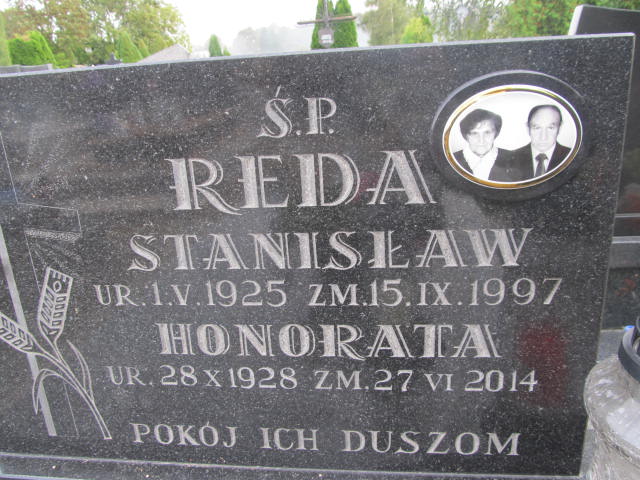 Ś.P.
REDA
STANISŁAW
UR.1.V.1925 ZM.15.IX.1997
HONORATA
UR.28 X 1928 ZM.27 VI 2014
POKÓJ ICH DUSZOM